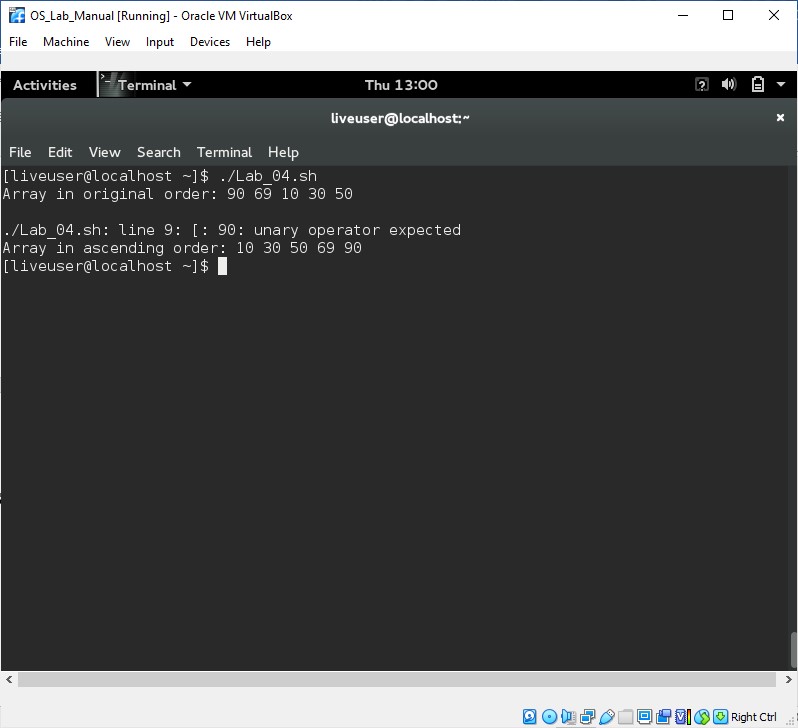 OS_Lab_Manual [Running] - Oracle VM VirtualBox
File Machine View Input Devices Help
Activities Terminal Thu 13:00
liveuser@localhost:~
File Edit View Search Terminal Help
[liveuser@localhost ~]$ ./Lab_04.sh
Array in original order: 90 69 10 30 50
./Lab_04.sh: line 9: [: 90: unary operator expected
Array in ascending order: 10 30 50 69 90
[liveuser@localhost ~]$
Right Ctrl